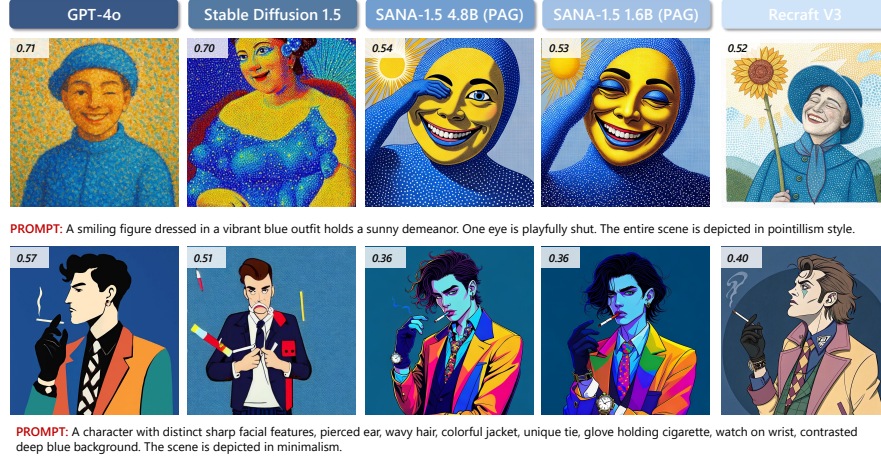 GPT-4o
Stable Diffusion 1.5
SANA-1.5 4.8B (PAG)
SANA-1.5 1.6B (PAG)
Recraft V3
0.71
0.70
0.54
0.53
0.52
PROMPT: A smiling figure dressed in a vibrant blue outfit holds a sunny demeanor. One eye is playfully shut. The entire scene is depicted in pointillism style.
0.57
0.51
0.36
0.36
0.40
PROMPT: A character with distinct sharp facial features, pierced ear, wavy hair, colorful jacket, unique tie, glove holding cigarette, watch on wrist, contrasted
deep blue background. The scene is depicted in minimalism.